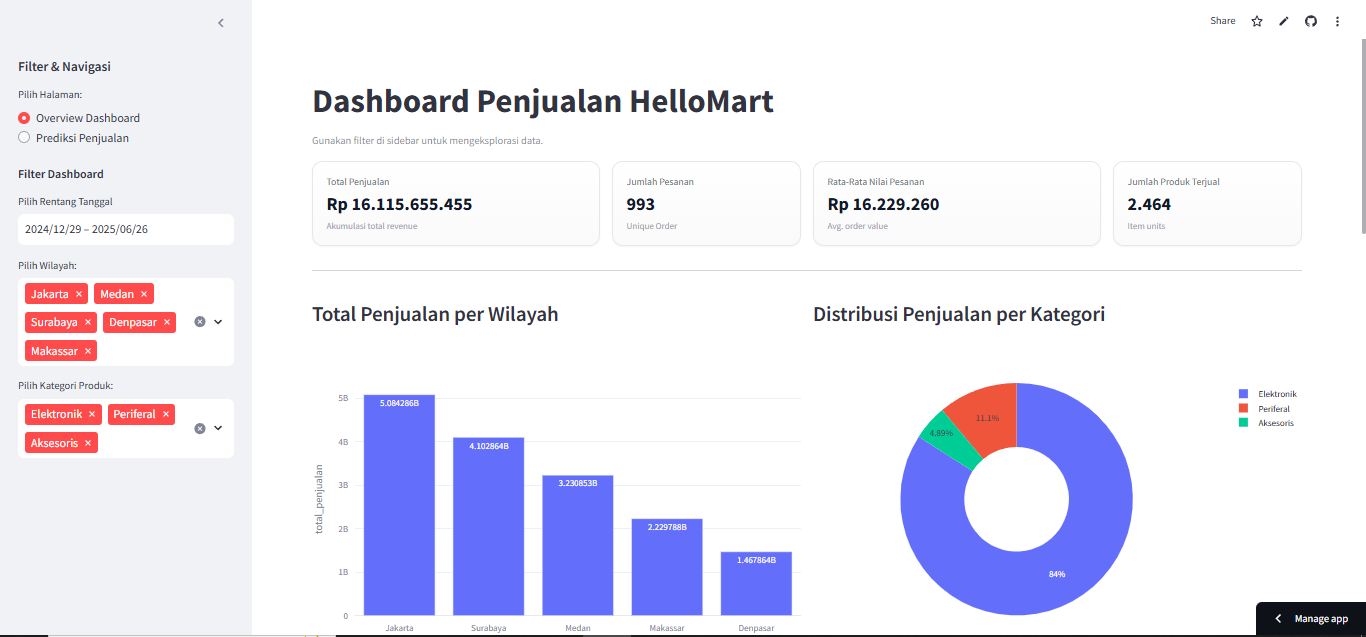 Share
Filter & Navigasi
Pilih Halaman:
Overview Dashboard
Prediksi Penjualan
Filter Dashboard
Pilih Rentang Tanggal
2024/12/29 – 2025/06/26
Pilih Wilayah:
Jakarta × Medan ×
Surabaya × Denpasar ×
Makassar ×
Pilih Kategori Produk:
Elektronik × Periferal ×
Aksesoris ×
Dashboard Penjualan HelloMart
Gunakan filter di sidebar untuk mengeksplorasi data.
Total Penjualan
Rp 16.115.655.455
Akumulasi total revenue
Jumlah Pesanan
993
Unique Order
Rata-Rata Nilai Pesanan
Rp 16.229.260
Avg. order value
Jumlah Produk Terjual
2.464
Item units
Total Penjualan per Wilayah
total_penjualan
5B
4B
3B
2B
1B
0
5.084286B
4.102864B
3.230853B
2.229788B
1.467864B
Jakarta
Surabaya
Medan
Makassar
Denpasar
Distribusi Penjualan per Kategori
11.1%
4.89%
84%
Elektronik
Periferal
Aksesoris
Manage app